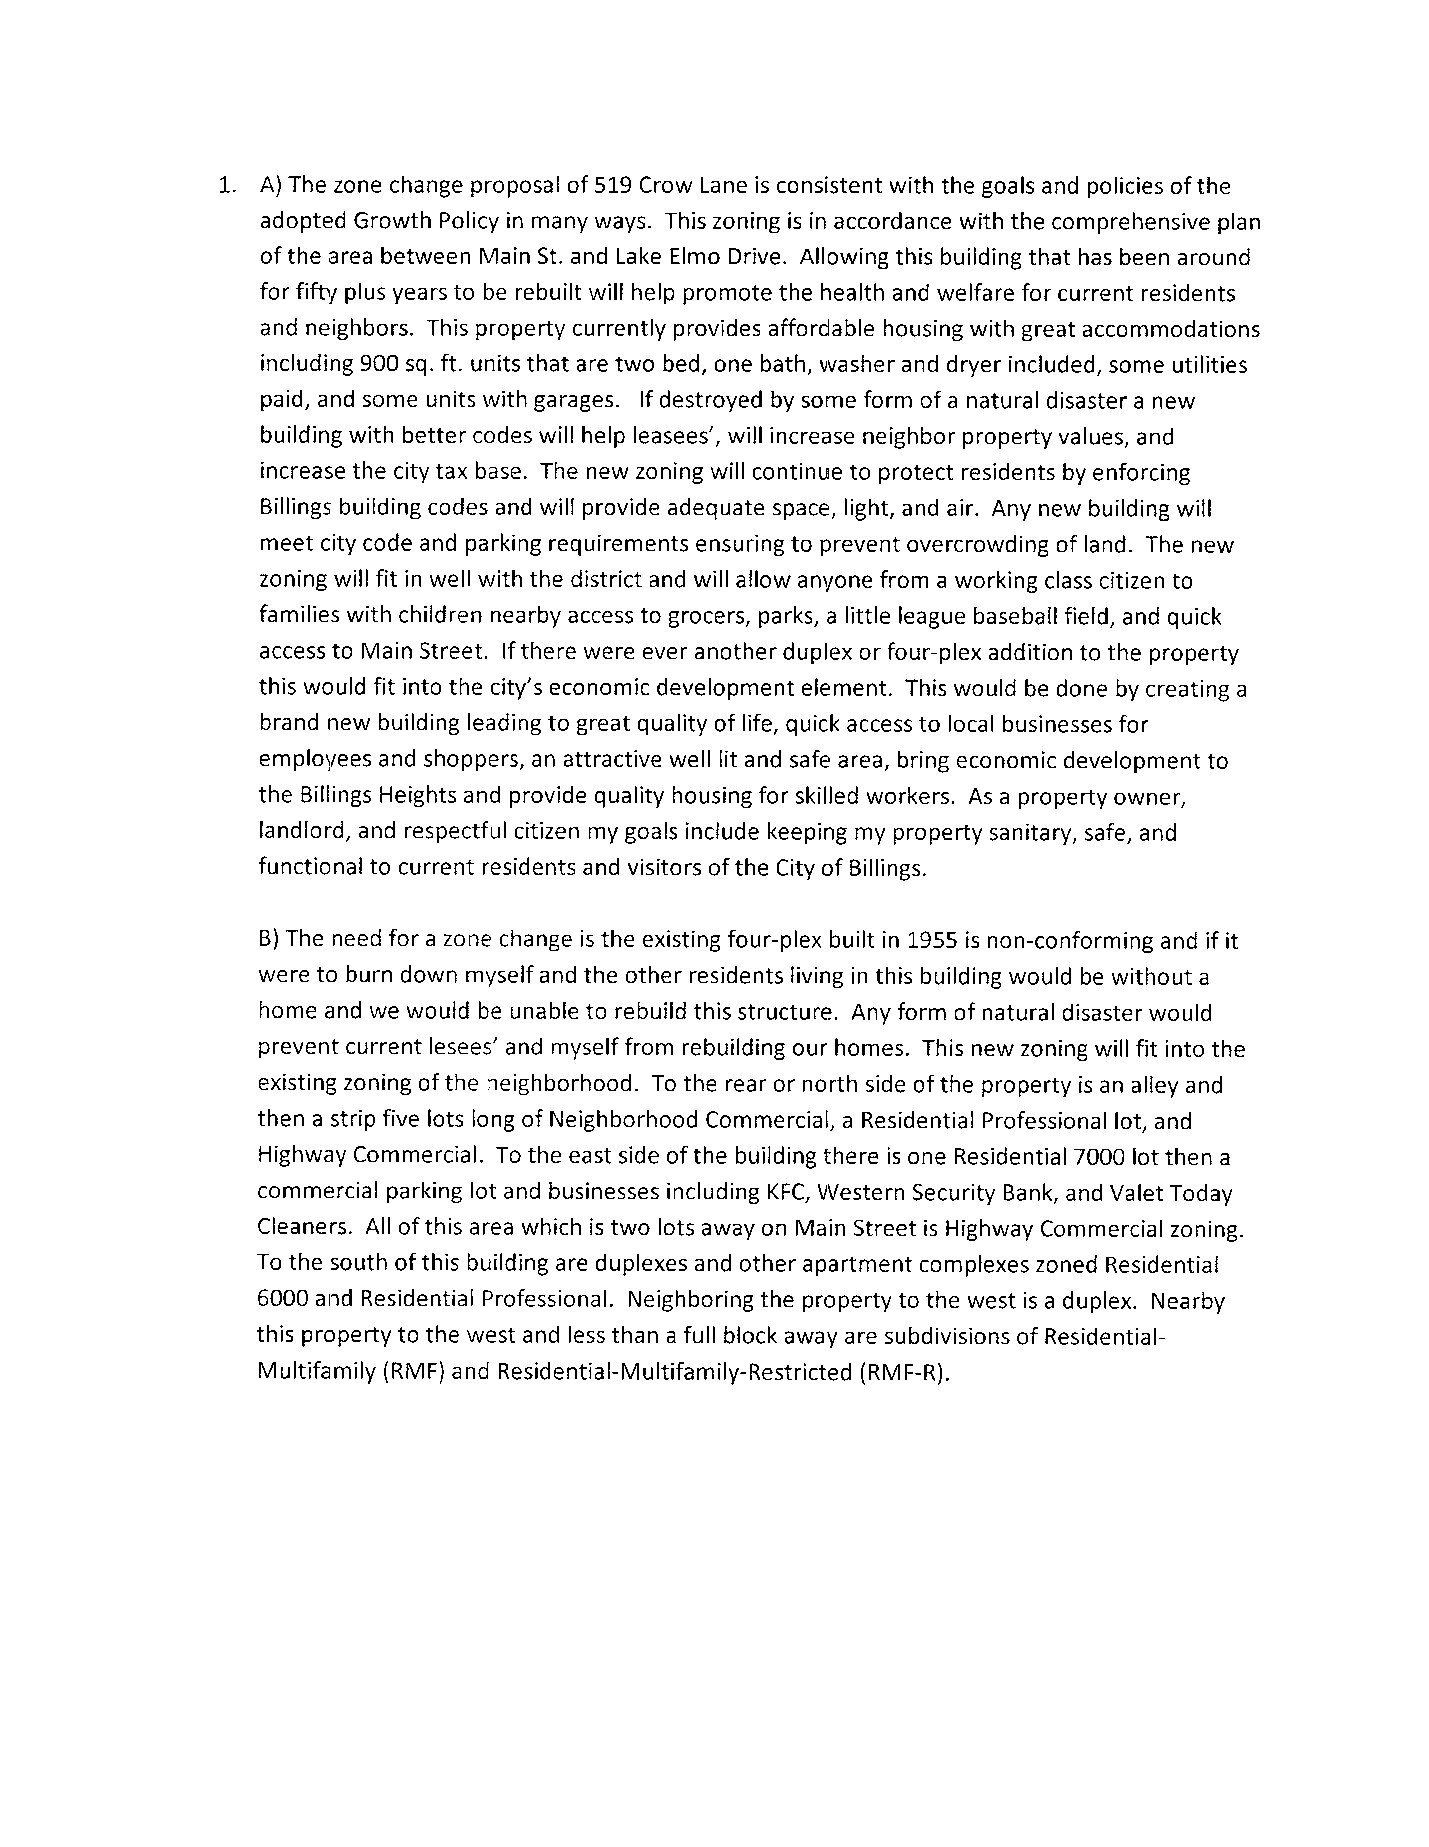 1. A) The zone change proposal of 519 Crow Lane is consistent with the goals and policies of the
adopted Growth Policy in many ways. This zoning is in accordance with the comprehensive plan
of the area between Main St. and Lake Elmo Drive. Allowing this building that has been around
for fifty plus years to be rebuilt will help promote the health and welfare for current residents
and neighbors. This property currently provides affordable housing with great accommodations
including 900 sq. ft. units that are two bed, one bath, washer and dryer included, some utilities
paid, and some units with garages. If destroyed by some form of a natural disaster a new
building with better codes will help leasees', will increase neighbor property values, and
increase the city tax base. The new zoning will continue to protect residents by enforcing
Billings building codes and will provide adequate space, light, and air. Any new building will
meet city code and parking requirements ensuring to prevent overcrowding of land. The new
zoning will fit in well with the district and will allow anyone from a working class citizen to
families with children nearby access to grocers, parks, a little league baseball field, and quick
access to Main Street. If there were ever another duplex or four-plex addition to the property
this would fit into the city's economic development element. This would be done by creating a
brand new building leading to great quality of life, quick access to local businesses for
employees and shoppers, an attractive well lit and safe area, bring economic development to
the Billings Heights and provide quality housing for skilled workers. As a property owner,
landlord, and respectful citizen my goals include keeping my property sanitary, safe, and
functional to current residents and visitors of the City of Billings.
B) The need for a zone change is the existing four-plex built in 1955 is non-conforming and if it
were to burn down myself and the other residents living in this building would be without a
home and we would be unable to rebuild this structure. Any form of natural disaster would
prevent current lesees' and myself from rebuilding our homes. This new zoning will fit into the
existing zoning of the neighborhood. To the rear or north side of the property is an alley and
then a strip five lots long of Neighborhood Commercial, a Residential Professional lot, and
Highway Commercial. To the east side of the building there is one Residential 7000 lot then a
commercial parking lot and businesses including KFC, Western Security Bank, and Valet Today
Cleaners. All of this area which is two lots away on Main Street is Highway Commercial zoning.
To the south of this building are duplexes and other apartment complexes zoned Residential
6000 and Residential Professional. Neighboring the property to the west is a duplex. Nearby
this property to the west and less than a full block away are subdivisions of Residential-
Multifamily (RMF) and Residential-Multifamily-Restricted (RMF-R).